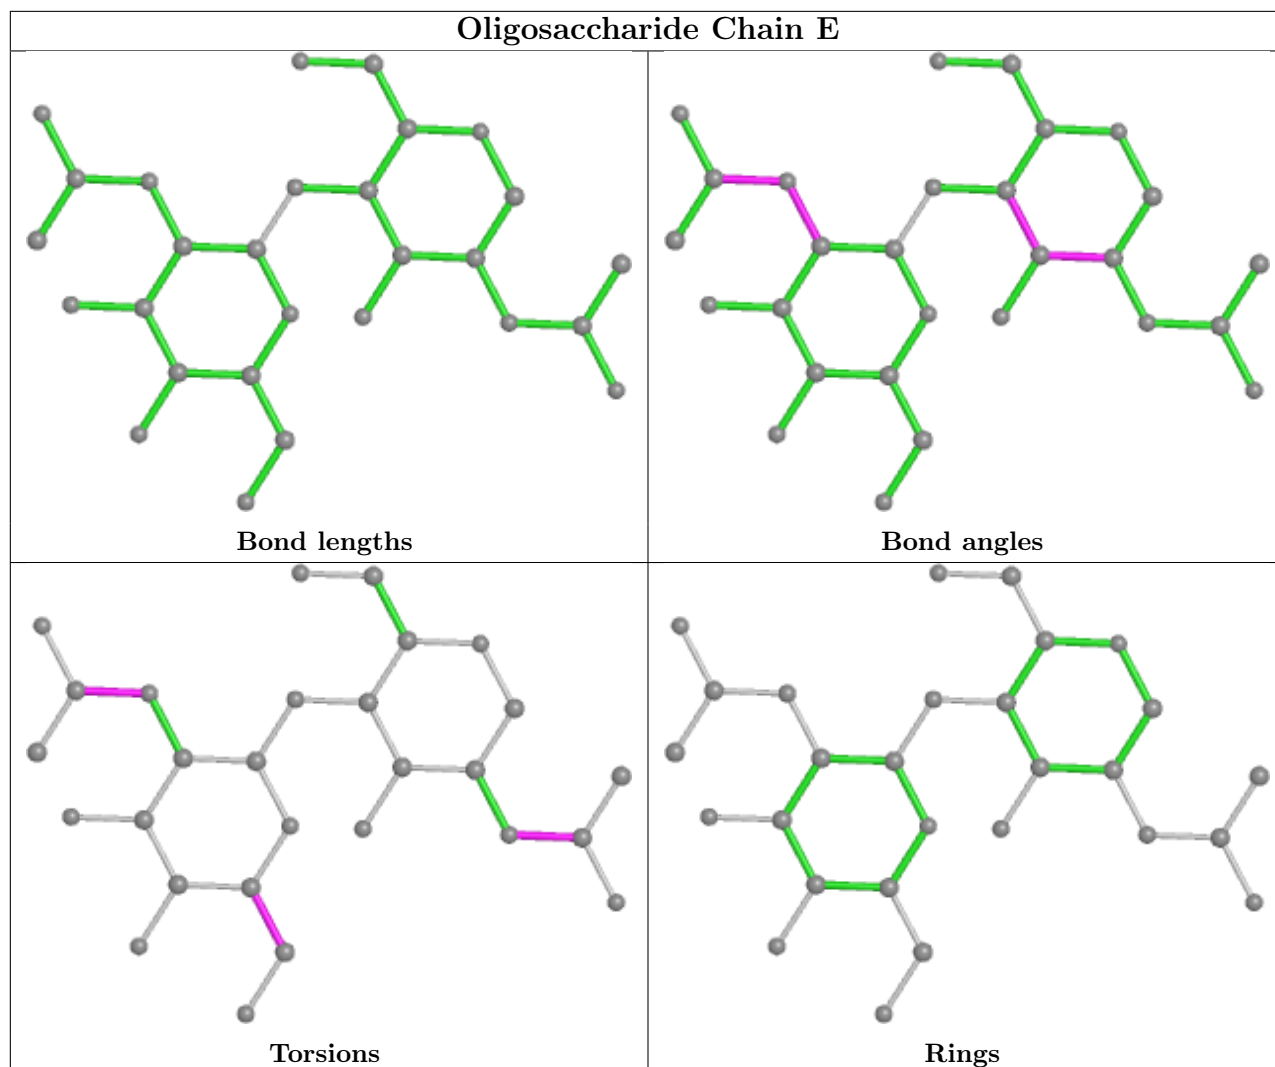 Oligosaccharide Chain E
Bond lengths
Bond angles
Torsions
Rings